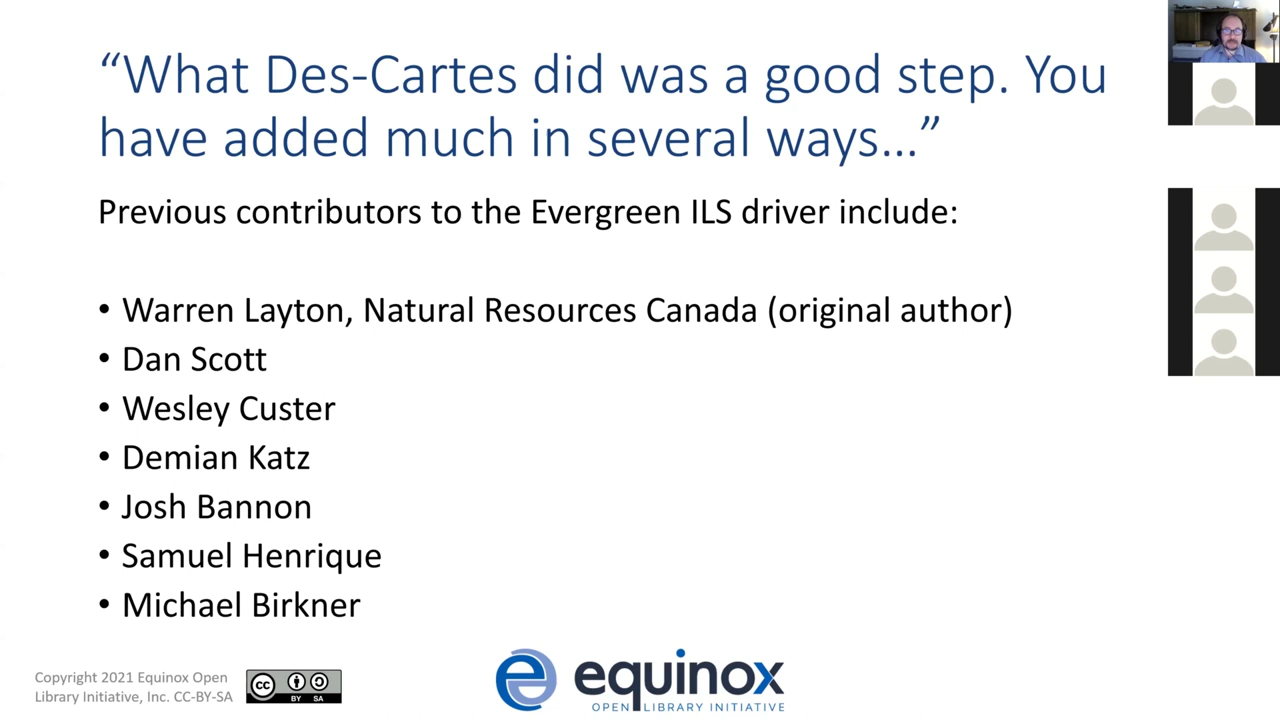 “What Des-Cartes did was a good step. You
have added much in several ways…”
Previous contributors to the Evergreen ILS driver include:
• Warren Layton, Natural Resources Canada (original author)
• Dan Scott
• Wesley Custer
• Demian Katz
• Josh Bannon
• Samuel Henrique
• Michael Birkner
Copyright 2021 Equinox Open
Library Initiative, Inc. CC-BY-SA
cc
BY SA
equinox
OPEN LIBRARY INITIATIVE